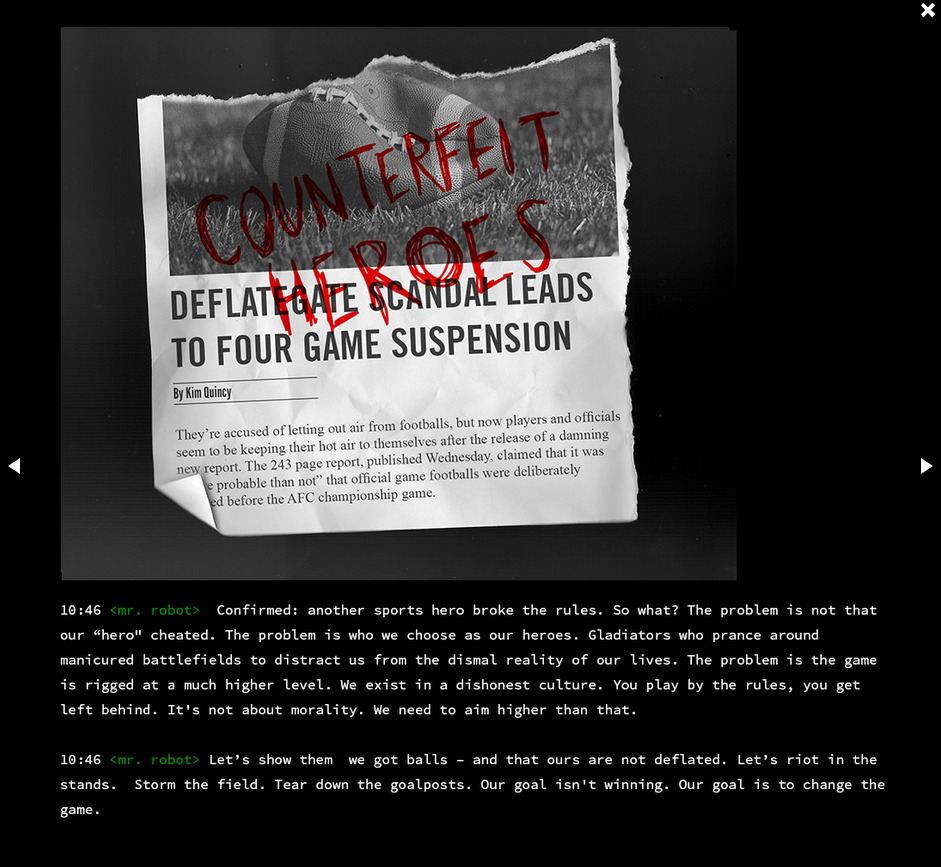 COUNTERFEIT
HEROES
DEFLATEGATE SCANDAL LEADS
TO FOUR GAME SUSPENSION
By Kim Quincy
They’re accused of letting out air from footballs, but now players and officials
seem to be keeping their hot air to themselves after the release of a damning
new report. The 243 page report, published Wednesday, claimed that it was
probable than not” that official game footballs were deliberately
before the AFC championship game.
10:46 <mr. robot>  Confirmed: another sports hero broke the rules. So what? The problem is not that
our “hero" cheated. The problem is who we choose as our heroes. Gladiators who prance around
manicured battlefields to distract us from the dismal reality of our lives. The problem is the game
is rigged at a much higher level. We exist in a dishonest culture. You play by the rules, you get
left behind. It's not about morality. We need to aim higher than that.
10:46 <mr. robot> Let’s show them  we got balls – and that ours are not deflated. Let’s riot in the
stands.  Storm the field. Tear down the goalposts. Our goal isn't winning. Our goal is to change the
game.